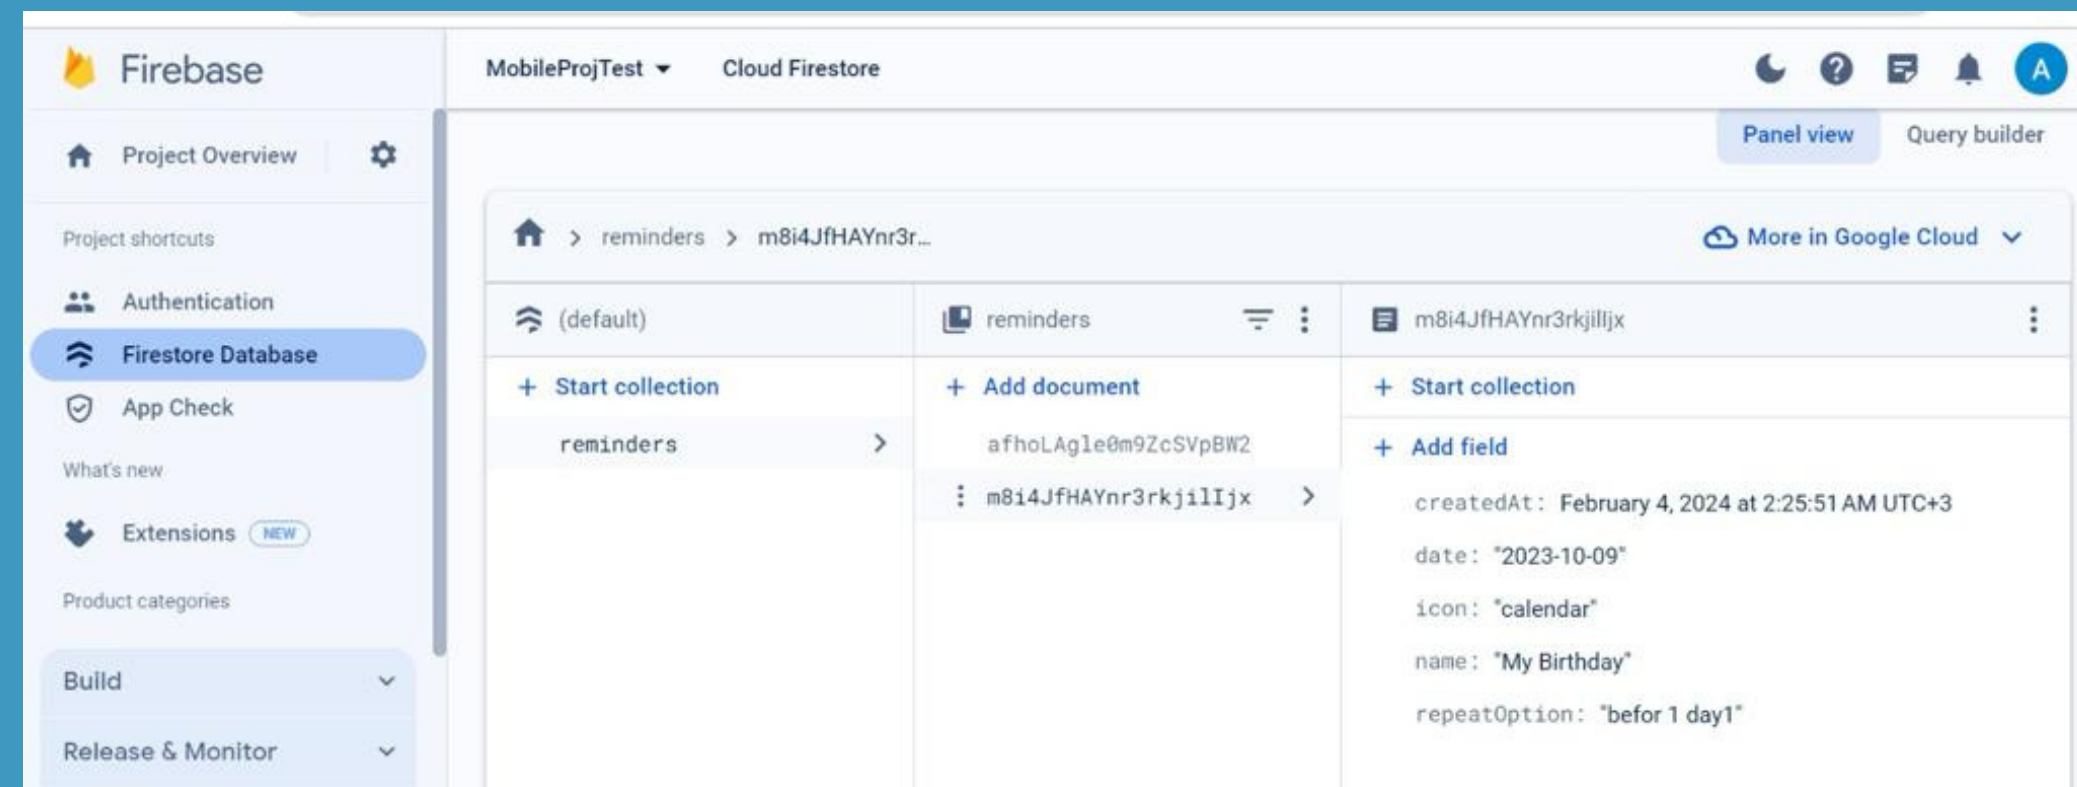 Firebase
MobileProjTest
Cloud Firestore
A
Project Overview
Panel view
Query builder
Project shortcuts
Authentication
Firestore Database
App Check
What's new
Extensions NEW
Product categories
Build
Release & Monitor
reminders > m8i4JfHAYnr3r...
More in Google Cloud
(default)
+ Start collection
reminders
reminders
+ Add document
afhoLAgle0m9ZcSVpBW2
m8i4JfHAYnr3rkjilIjx
m8i4JfHAYnr3rkjilIjx
+ Start collection
+ Add field
createdAt: February 4, 2024 at 2:25:51 AM UTC+3
date: "2023-10-09"
icon: "calendar"
name: "My Birthday"
repeatOption: "befor 1 day1"